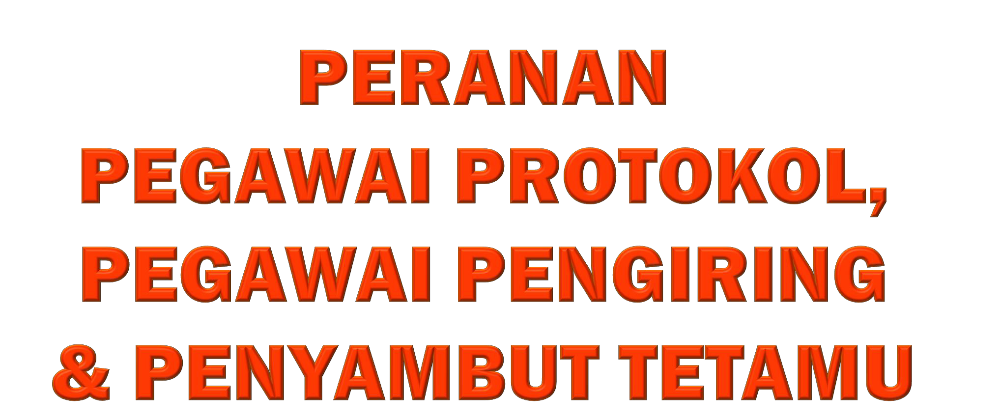 PERANAN
PEGAWAI PROTOKOL,
PEGAWAI PENGIRING
& PENYAMBUT TETAMU